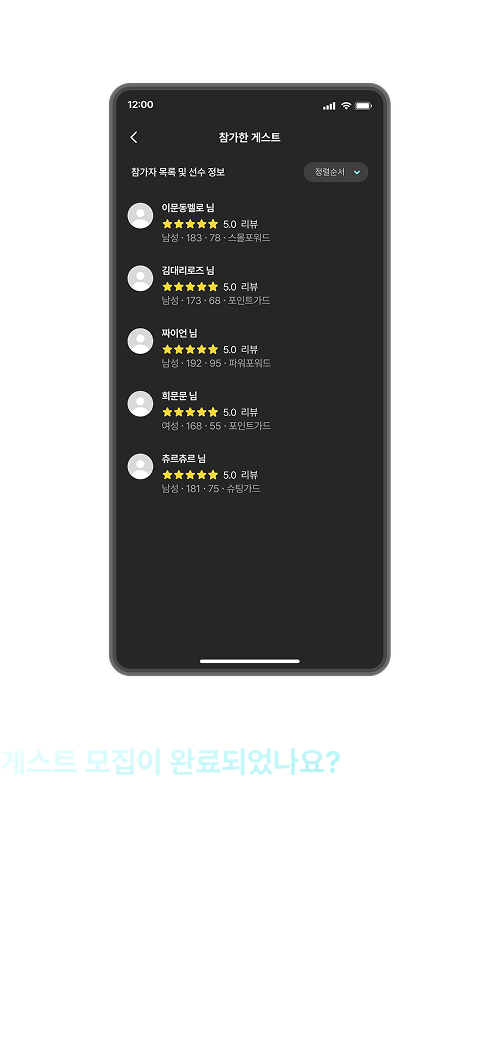 12:00
참가한 게스트
참가자 목록 및 선수 정보
정렬순서
이문동멜로 님
5.0 리뷰
남성 · 183 · 78 · 스몰포워드
김대리로즈 님
5.0 리뷰
남성 · 173 · 68 · 포인트가드
짜이언 님
5.0 리뷰
남성 · 192 · 95 · 파워포워드
희문문 님
5.0 리뷰
여성 · 168 · 55 · 포인트가드
츄르츄르 님
5.0 리뷰
남성 · 181 · 75 · 슈팅가드
게스트 모집이 완료되었나요?